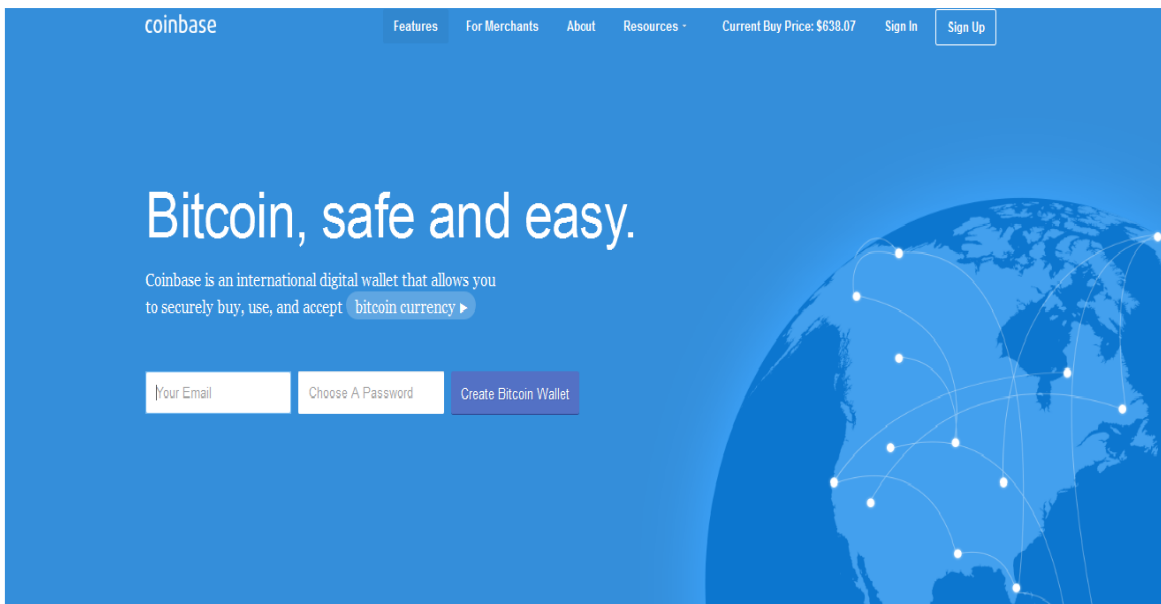 coinbase
Features For Merchants About Resources Current Buy Price: $638.07 Sign In Sign Up
Bitcoin, safe and easy.
Coinbase is an international digital wallet that allows you
to securely buy, use, and accept bitcoin currency
Your Email Choose A Password Create Bitcoin Wallet